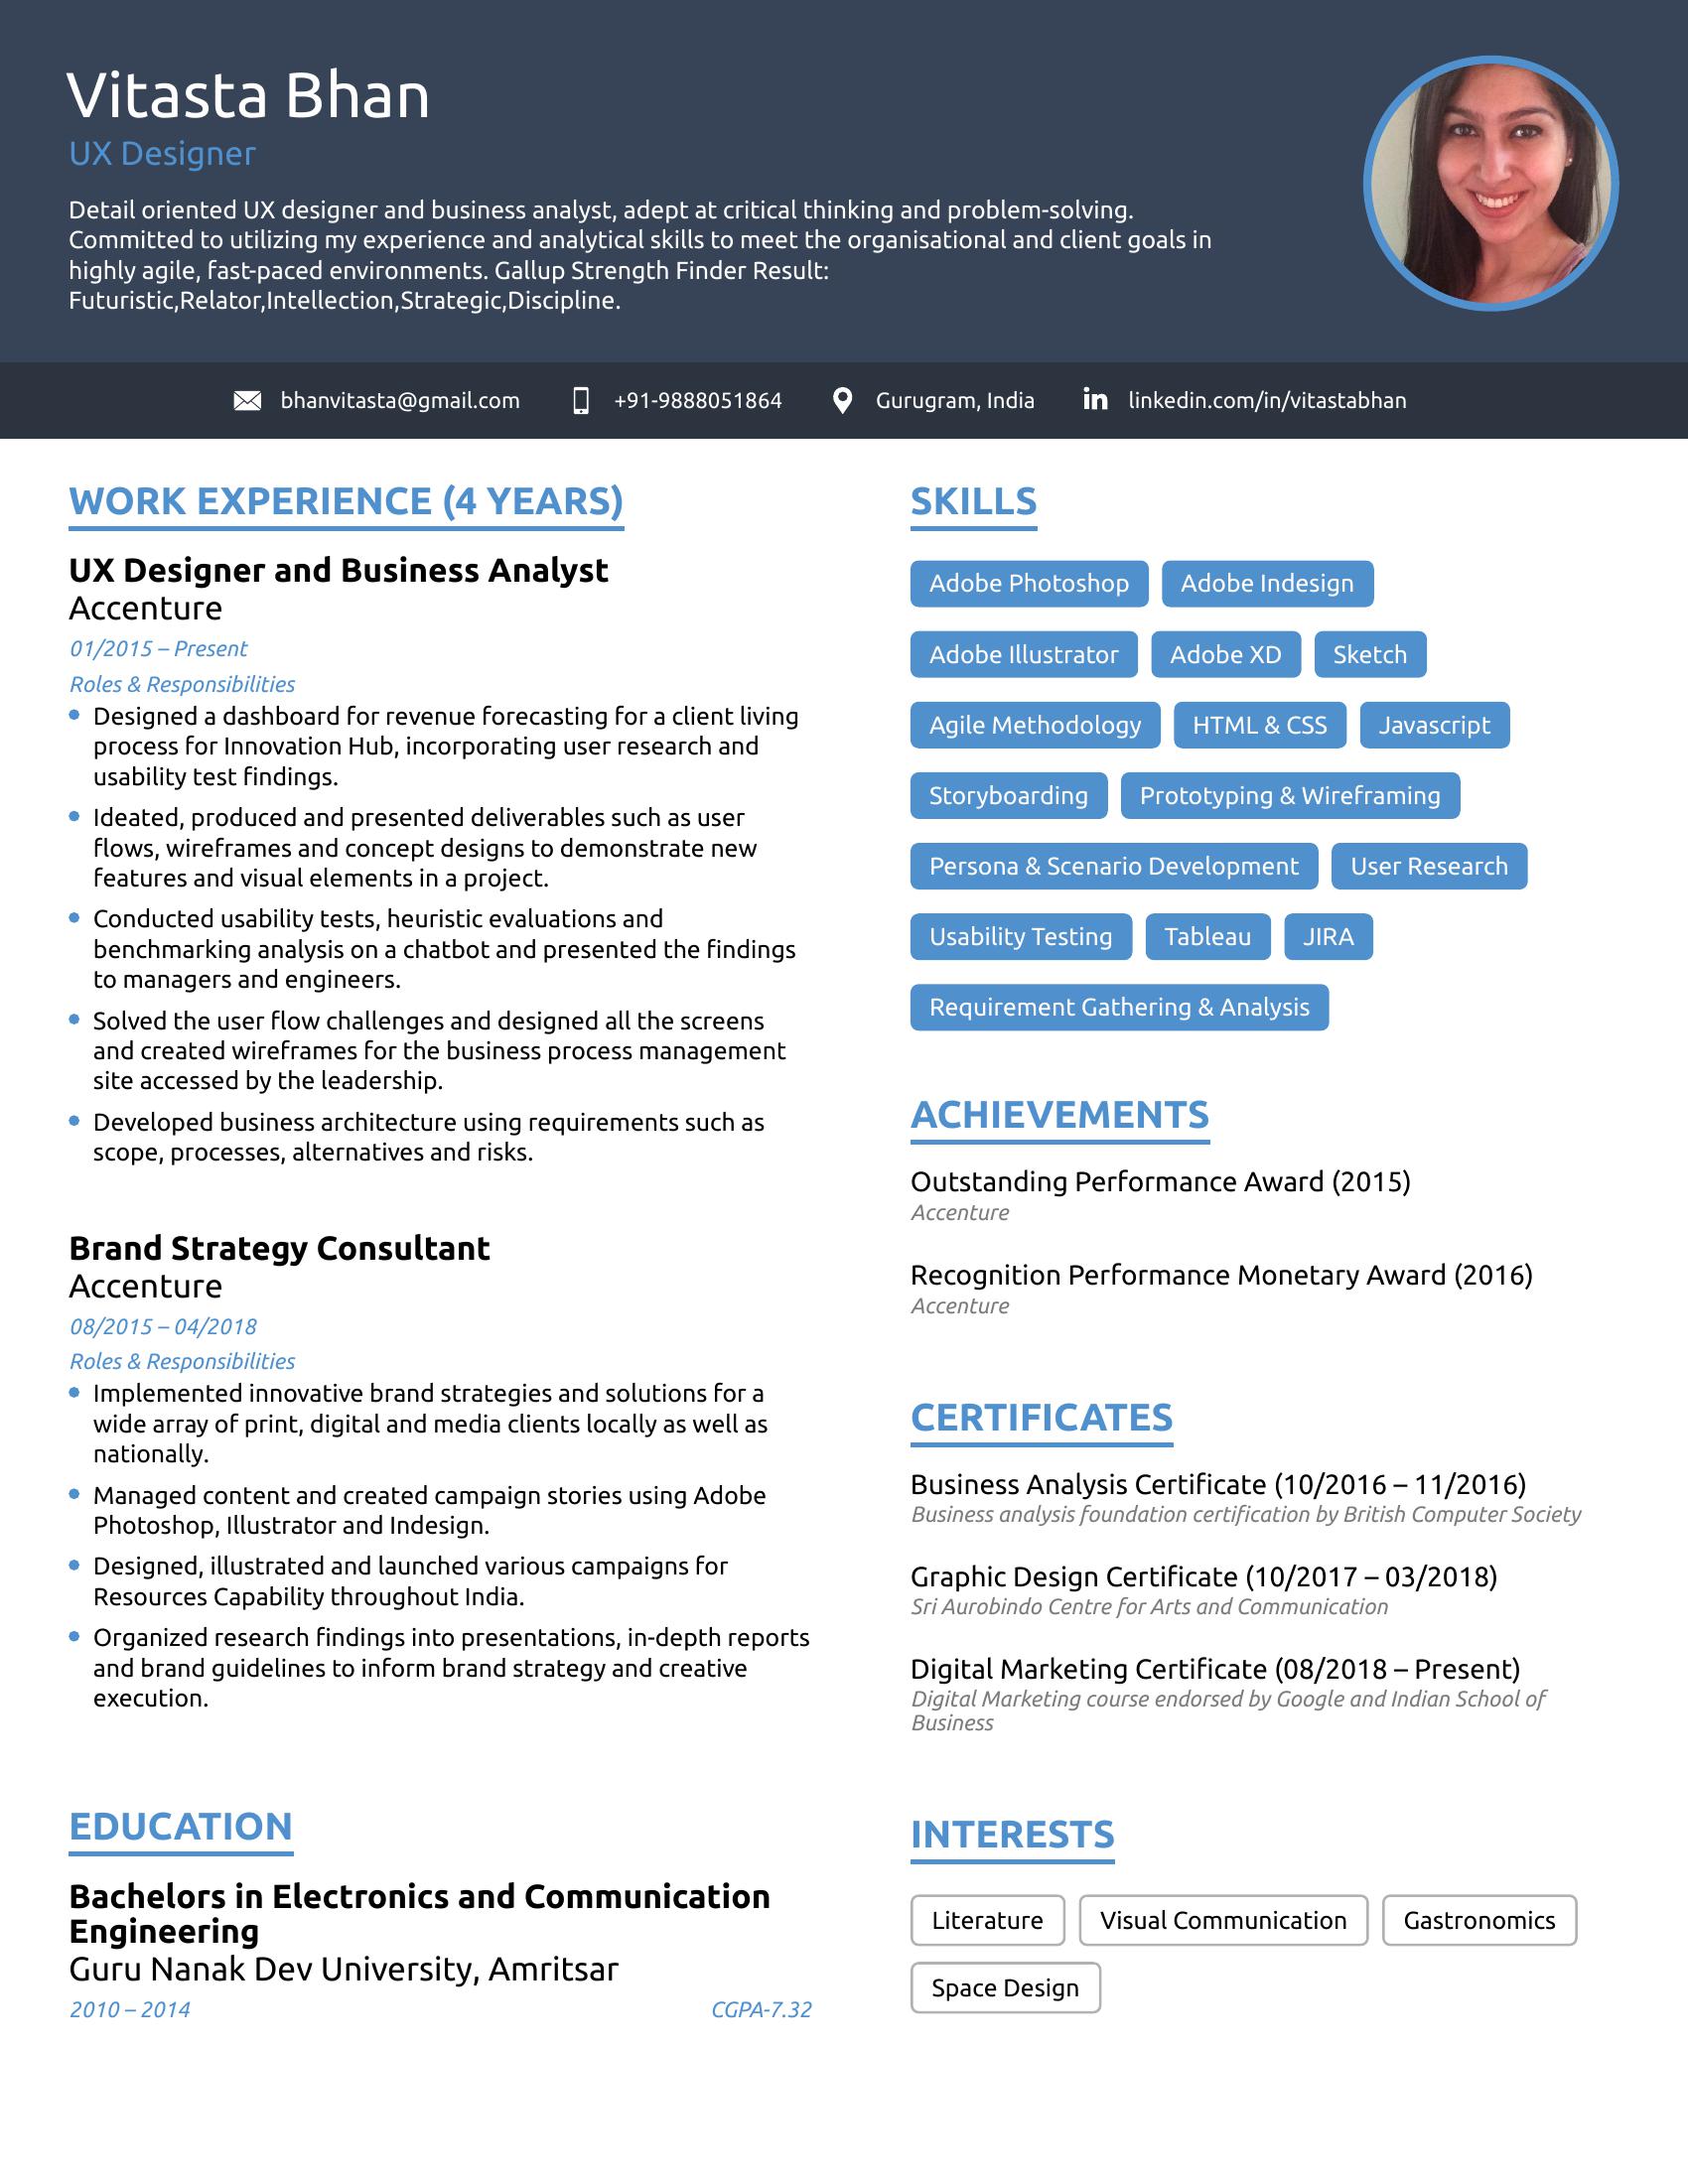 Vitasta Bhan
UX Designer
Detail oriented UX designer and business analyst, adept at critical thinking and problem-solving.
Committed to utilizing my experience and analytical skills to meet the organisational and client goals in
highly agile, fast-paced environments. Gallup Strength Finder Result:
Futuristic,Relator,Intellection,Strategic,Discipline.
bhanvitasta@gmail.com +91-9888051864 Gurugram, India in linkedin.com/in/vitastabhan
WORK EXPERIENCE (4 YEARS)
UX Designer and Business Analyst
Accenture
01/2015 – Present
Roles & Responsibilities
Designed a dashboard for revenue forecasting for a client living
process for Innovation Hub, incorporating user research and
usability test findings.
Ideated, produced and presented deliverables such as user
flows, wireframes and concept designs to demonstrate new
features and visual elements in a project.
Conducted usability tests, heuristic evaluations and
benchmarking analysis on a chatbot and presented the findings
to managers and engineers.
Solved the user flow challenges and designed all the screens
and created wireframes for the business process management
site accessed by the leadership.
Developed business architecture using requirements such as
scope, processes, alternatives and risks.
Brand Strategy Consultant
Accenture
08/2015 – 04/2018
Roles & Responsibilities
Implemented innovative brand strategies and solutions for a
wide array of print, digital and media clients locally as well as
nationally.
Managed content and created campaign stories using Adobe
Photoshop, Illustrator and Indesign.
Designed, illustrated and launched various campaigns for
Resources Capability throughout India.
Organized research findings into presentations, in-depth reports
and brand guidelines to inform brand strategy and creative
execution.
EDUCATION
Bachelors in Electronics and Communication
Engineering
Guru Nanak Dev University, Amritsar
2010 – 2014 CGPA-7.32
SKILLS
Adobe Photoshop Adobe Indesign
Adobe Illustrator Adobe XD Sketch
Agile Methodology HTML & CSS Javascript
Storyboarding Prototyping & Wireframing
Persona & Scenario Development User Research
Usability Testing Tableau JIRA
Requirement Gathering & Analysis
ACHIEVEMENTS
Outstanding Performance Award (2015)
Accenture
Recognition Performance Monetary Award (2016)
Accenture
CERTIFICATES
Business Analysis Certificate (10/2016 – 11/2016)
Business analysis foundation certification by British Computer Society
Graphic Design Certificate (10/2017 – 03/2018)
Sri Aurobindo Centre for Arts and Communication
Digital Marketing Certificate (08/2018 – Present)
Digital Marketing course endorsed by Google and Indian School of
Business
INTERESTS
Literature Visual Communication Gastronomics
Space Design